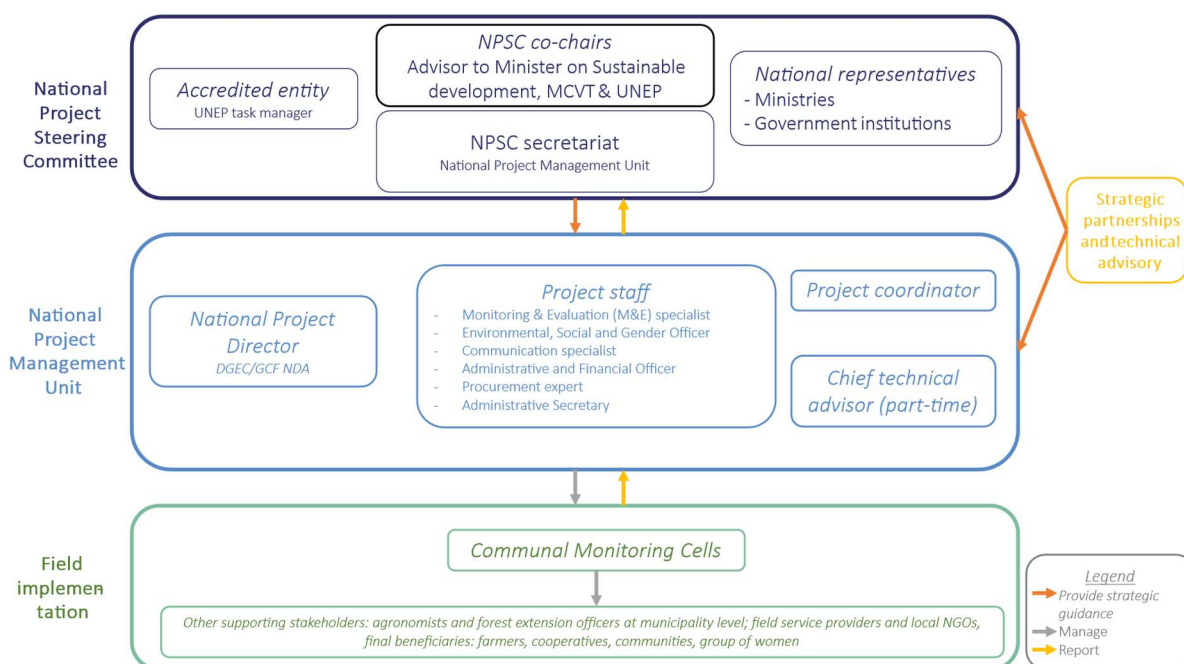 National
Project
Steering
Committee
Accredited entity
UNEP task manager
NPSC co-chairs
Advisor to Minister on Sustainable
development, MCVT & UNEP
NPSC secretariat
National Project Management Unit
National representatives
- Ministries
- Government institutions
Strategic
partnerships
and technical
advisory
National
Project
Management
Unit
National Project
Director
DGEC/GCF NDA
Project staff
- Monitoring & Evaluation (M&E) specialist
- Environmental, Social and Gender Officer
- Communication specialist
- Administrative and Financial Officer
- Procurement expert
- Administrative Secretary
Project coordinator
Chief technical
advisor (part-time)
Field
implemen-
tation
Communal Monitoring Cells
Other supporting stakeholders: agronomists and forest extension officers at municipality level; field service providers and local NGOs,
final beneficiaries: farmers, cooperatives, communities, group of women
Legend
Provide strategic
guidance
Manage
Report